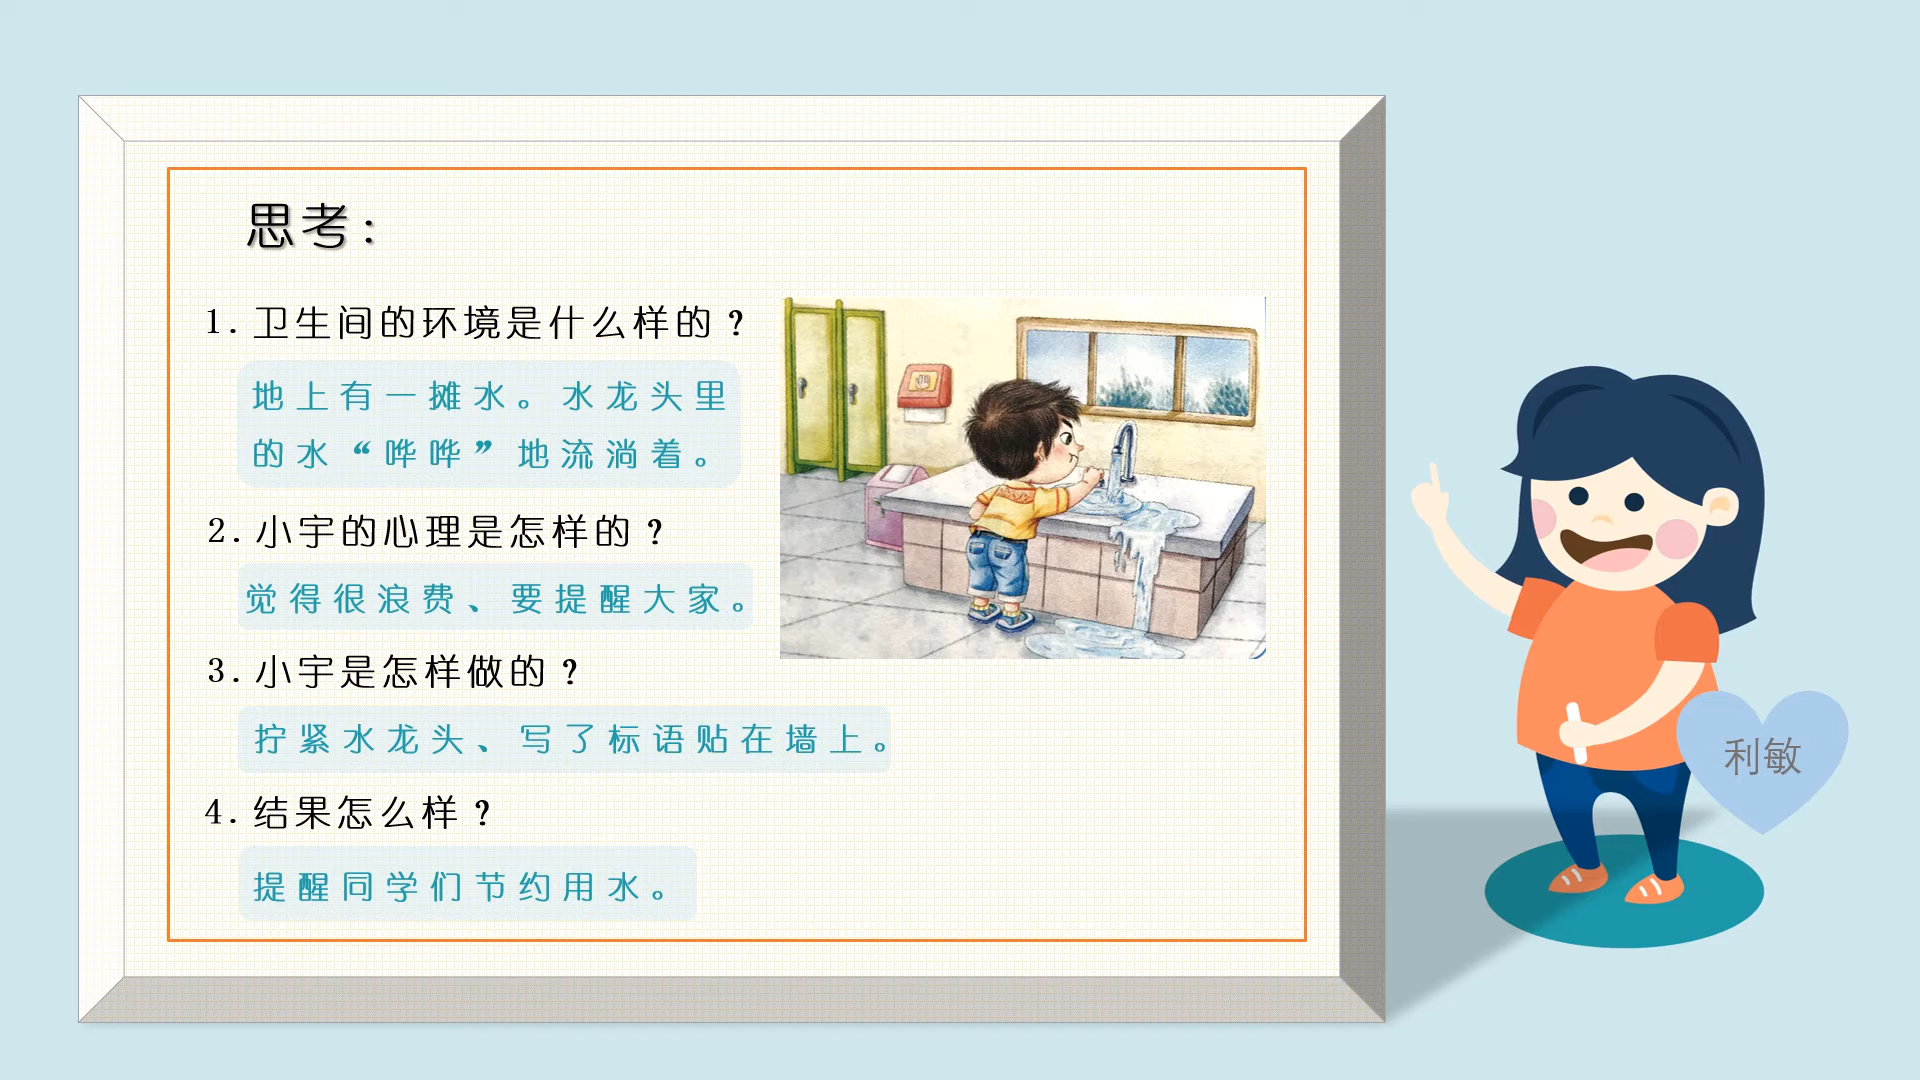 思考：
1. 卫生间的环境是什么样的？
地上有一摊水。水龙头里
的水“哗哗”地流淌着。
2. 小宇的心理是怎样的？
觉得很浪费、要提醒大家。
3. 小宇是怎样做的？
拧紧水龙头、写了标语贴在墙上。
4. 结果怎么样？
提醒同学们节约用水。
利敏